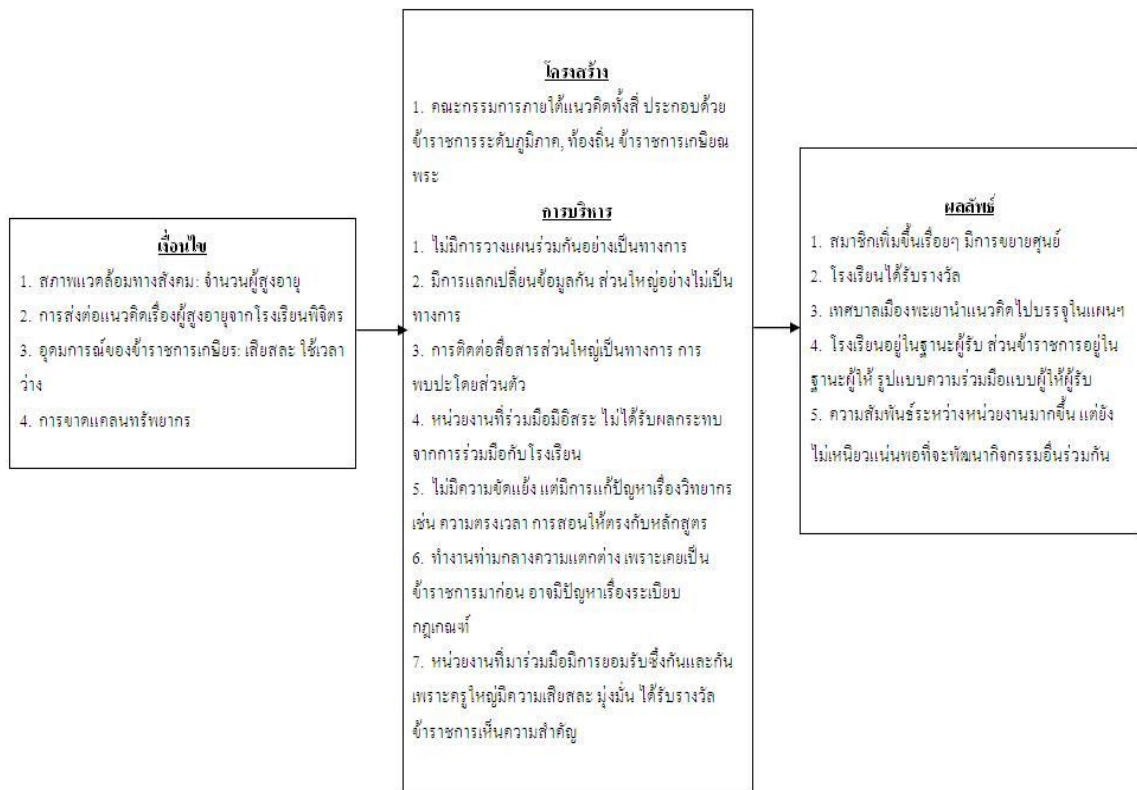 เงื่อนไข
1. สภาพแวดล้อมทางสังคม: จำนวนผู้สูงอายุ
2. การส่งต่อแนวคิดเรื่องผู้สูงอายุจากโรงเรียนพิจิตร
3. อุดมการณ์ของข้าราชการเกษียร: เสียสละ ใช้เวลา
ว่าง
4. การขาดแคลนทรัพยากร
โครงสร้าง
1. คณะกรรมการภายใต้แนวคิดทั้งสี่ ประกอบด้วย
ข้าราชการระดับภูมิภาค, ท้องถิ่น ข้าราชการเกษียณ
พระ
การบริหาร
1. ไม่มีการวางแผนร่วมกันอย่างเป็นทางการ
2. มีการแลกเปลี่ยนข้อมูลกัน ส่วนใหญ่อย่างไม่เป็น
ทางการ
3. การติดต่อสื่อสารส่วนใหญ่เป็นทางการ การ
พบปะโดยส่วนตัว
4. หน่วยงานที่ร่วมมือมีอิสระ ไม่ได้รับผลกระทบ
จากการร่วมมือกับโรงเรียน
5. ไม่มีความขัดแย้ง แต่มีการแก้ปัญหาเรื่องวิทยากร
เช่น ความตรงเวลา การสอนให้ตรงกับหลักสูตร
6. ทำงานท่ามกลางความแตกต่าง เพราะเคยเป็น
ข้าราชการมาก่อน อาจมีปัญหาเรื่องระเบียบ
กฎเกณฑ์
7. หน่วยงานที่มาร่วมมือมีการยอมรับซึ่งกันและกัน
เพราะครูใหญ่มีความเสียสละ มุ่งมั่น ได้รับรางวัล
ข้าราชการเห็นความสำคัญ
ผลลัพธ์
1. สมาชิกเพิ่มขึ้นเรื่อยๆ มีการขยายศูนย์
2. โรงเรียนได้รับรางวัล
3. เทศบาลเมืองพะเยานำแนวคิดไปบรรจุในแผนฯ
4. โรงเรียนอยู่ในฐานะผู้รับ ส่วนข้าราชการอยู่ใน
ฐานะผู้ให้ รูปแบบความร่วมมือแบบผู้ให้ผู้รับ
5. ความสัมพันธ์ระหว่างหน่วยงานมากขึ้น แต่ยัง
ไม่เหนียวแน่นพอที่จะพัฒนากิจกรรมอื่นร่วมกัน